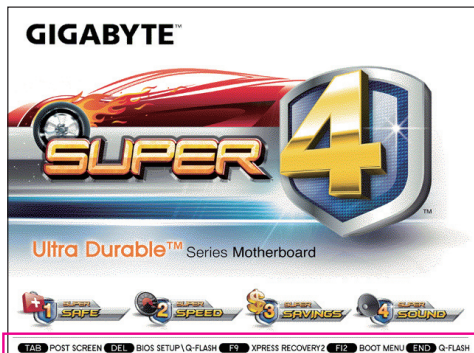 GIGABYTE™
SUPER 4 ™
Ultra Durable™ Series Motherboard
1 SUPER SAFE 2 SUPER SPEED 3 SUPER SAVINGS 4 SUPER SOUND
TAB POST SCREEN DEL BIOS SETUP\Q-FLASH F9 XPRESS RECOVERY2 F12 BOOT MENU END Q-FLASH